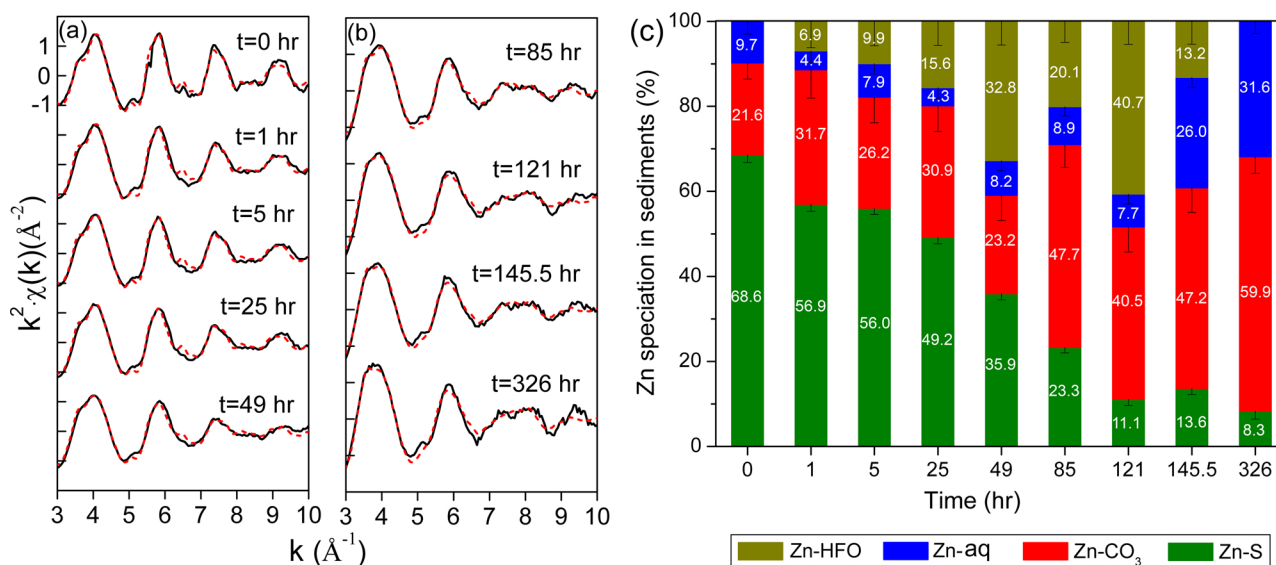 (a)
t=0 hr
t=1 hr
t=5 hr
t=25 hr
t=49 hr
1
0
-1
k²·χ(k)(Å⁻²)
3 4 5 6 7 8 9 10
(b)
t=85 hr
t=121 hr
t=145.5 hr
t=326 hr
3 4 5 6 7 8 9 10
k (Å⁻¹)
(c)
Zn speciation in sediments (%)
100
80
60
40
20
0
9.7
21.6
68.6
6.9
4.4
31.7
56.9
9.9
7.9
26.2
56.0
15.6
4.3
30.9
49.2
32.8
8.2
23.2
35.9
20.1
8.9
47.7
23.3
40.7
7.7
40.5
11.1
13.2
26.0
47.2
13.6
31.6
59.9
8.3
0 1 5 25 49 85 121 145.5 326
Time (hr)
Zn-HFO Zn-aq Zn-CO₃ Zn-S